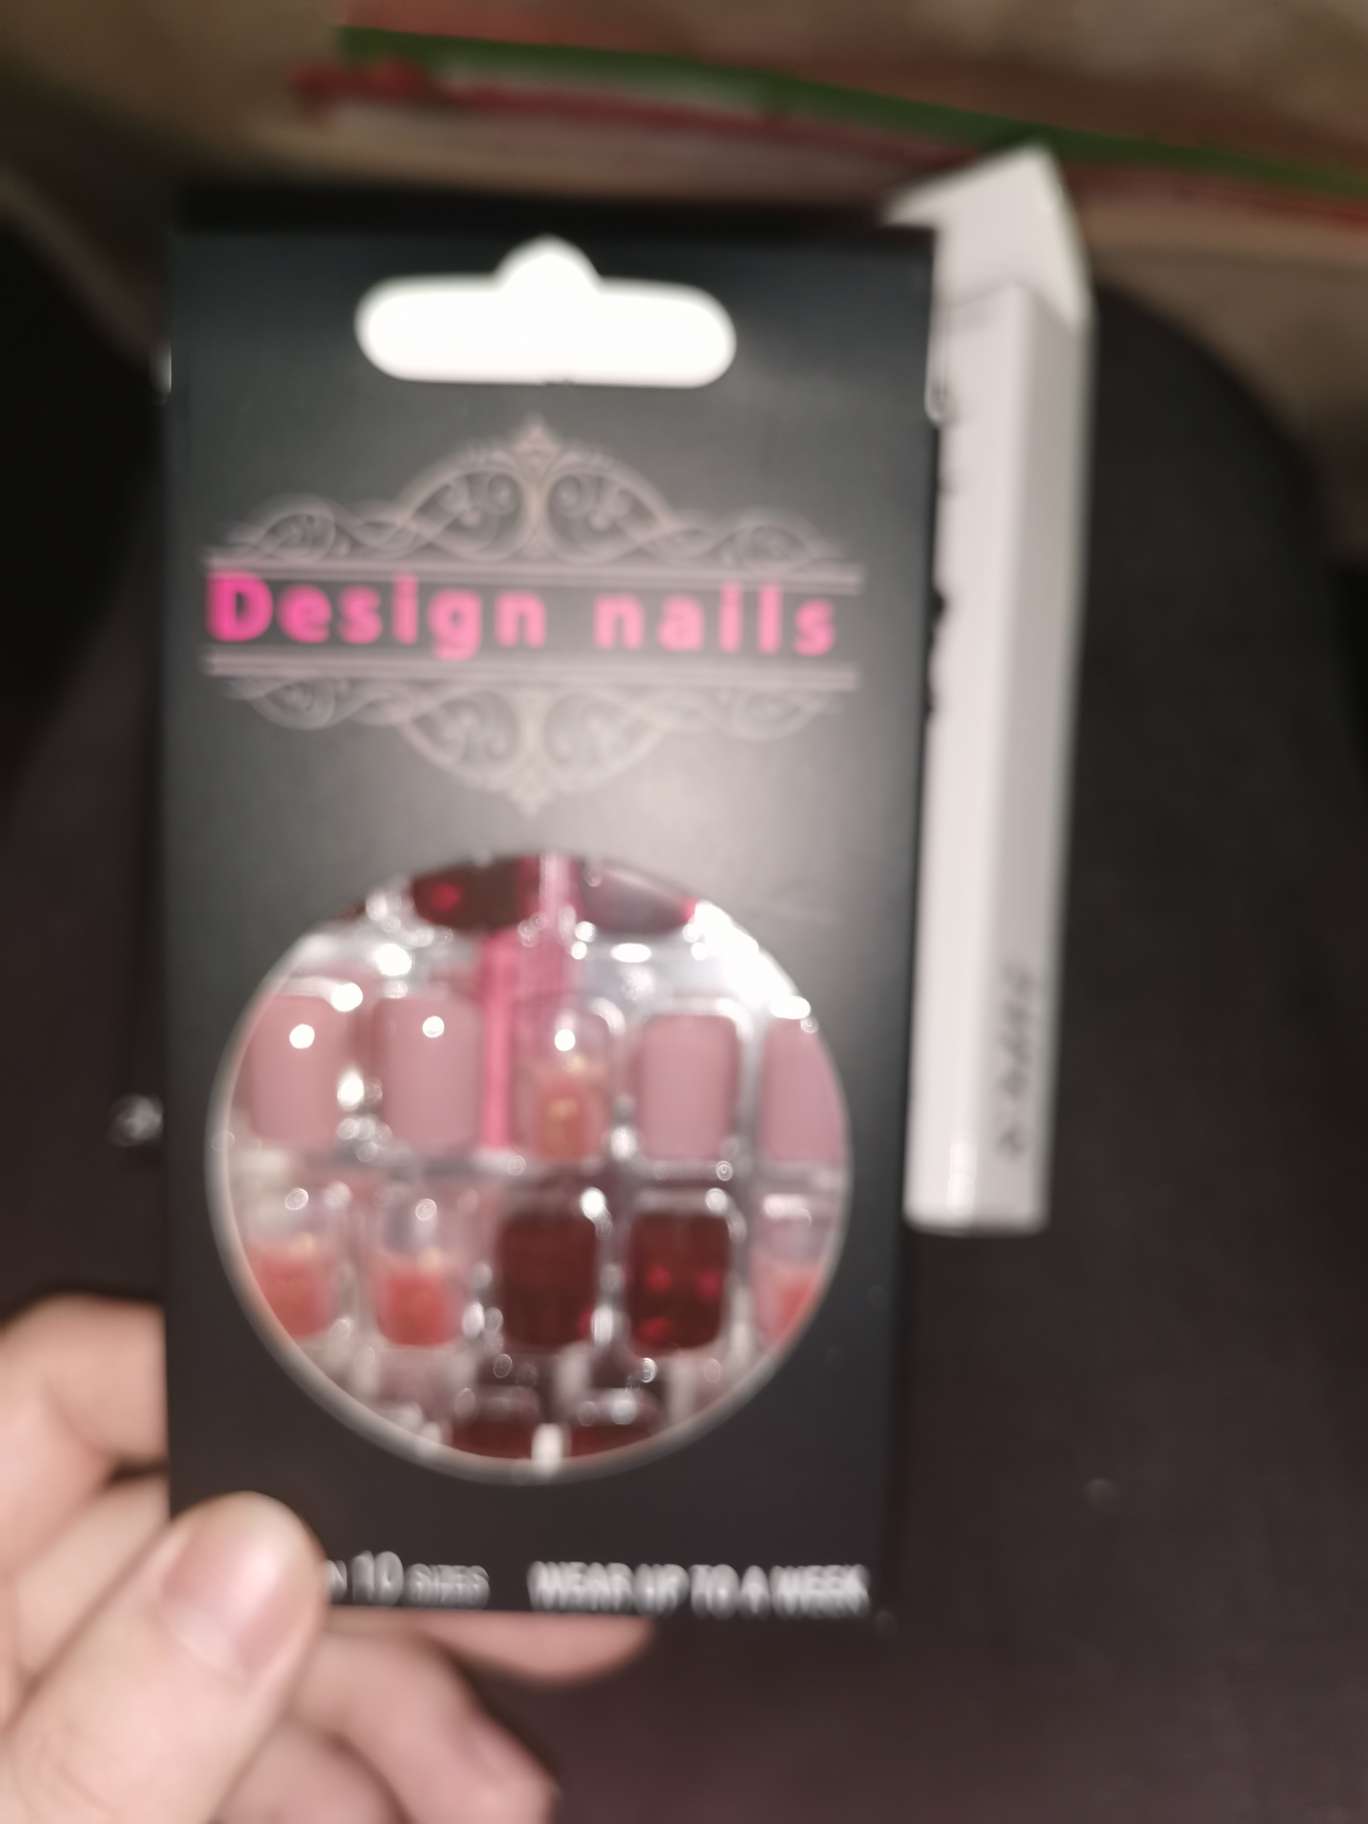 Design nails
10 SIZES WEAR UP TO A WEEK